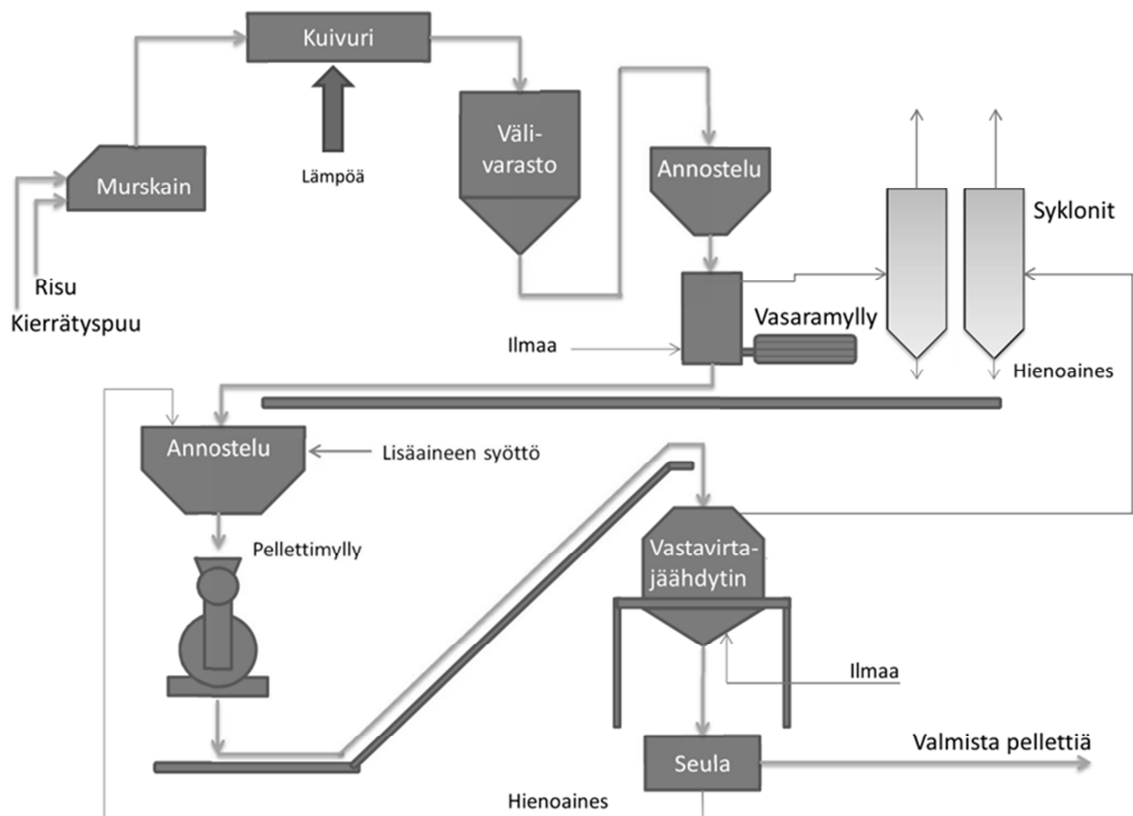 Kuivuri
Väli-
varasto
Annostelu
Murskain
Lämpöä
Syklonit
Risu
Kierrätyspuu
Vasaramylly
Ilmaa
Hienoaines
Annostelu
Lisäaineen syöttö
Pellettimylly
Vastavirta-
jäähdytin
Ilmaa
Valmista pellettiä
Seula
Hienoaines